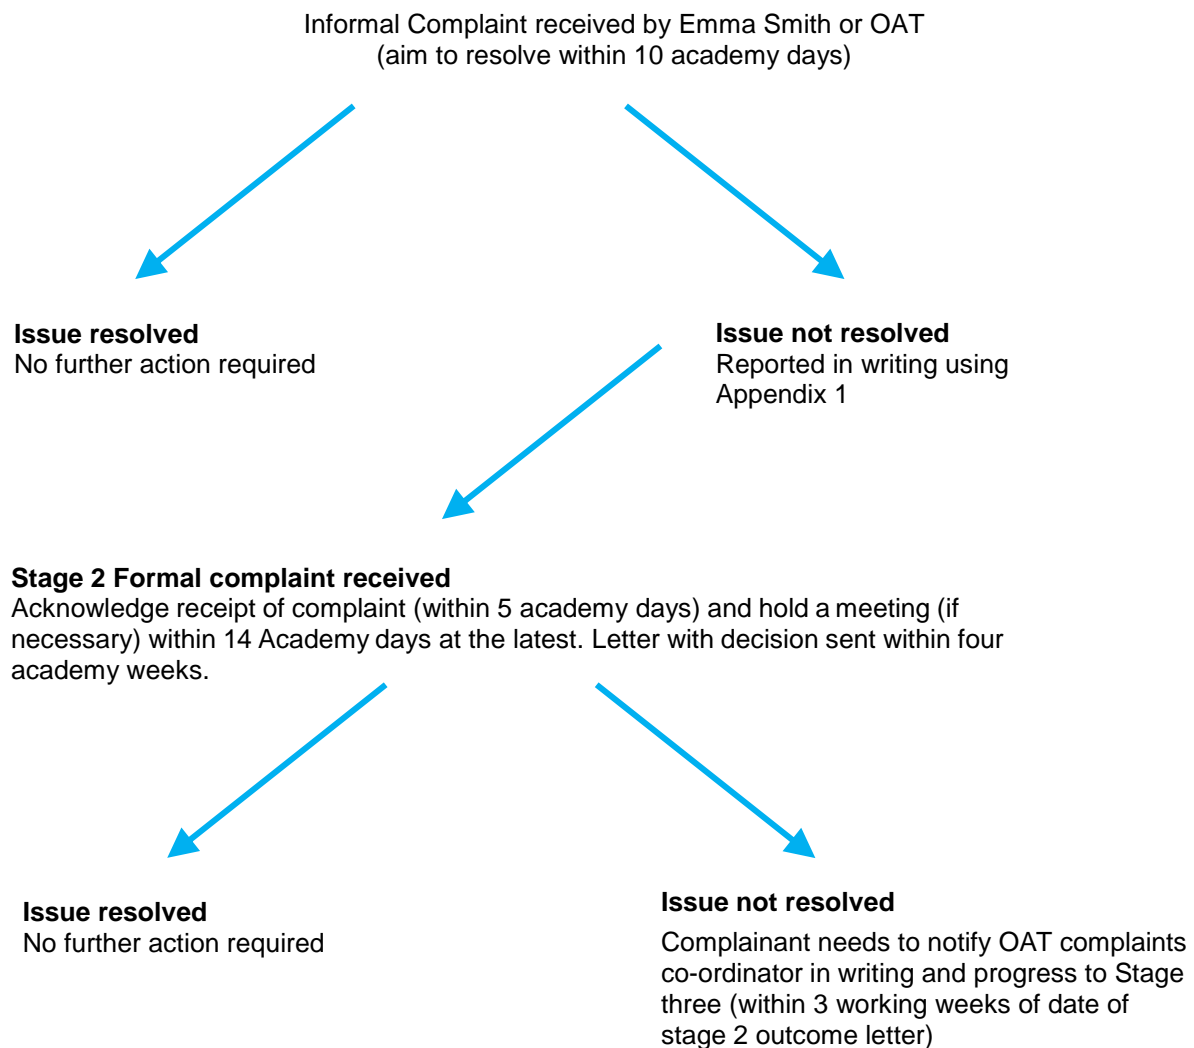 Informal Complaint received by Emma Smith or OAT
(aim to resolve within 10 academy days)
Issue resolved
No further action required
Issue not resolved
Reported in writing using
Appendix 1
Stage 2 Formal complaint received
Acknowledge receipt of complaint (within 5 academy days) and hold a meeting (if
necessary) within 14 Academy days at the latest. Letter with decision sent within four
academy weeks.
Issue resolved
No further action required
Issue not resolved
Complainant needs to notify OAT complaints
co-ordinator in writing and progress to Stage
three (within 3 working weeks of date of
stage 2 outcome letter)